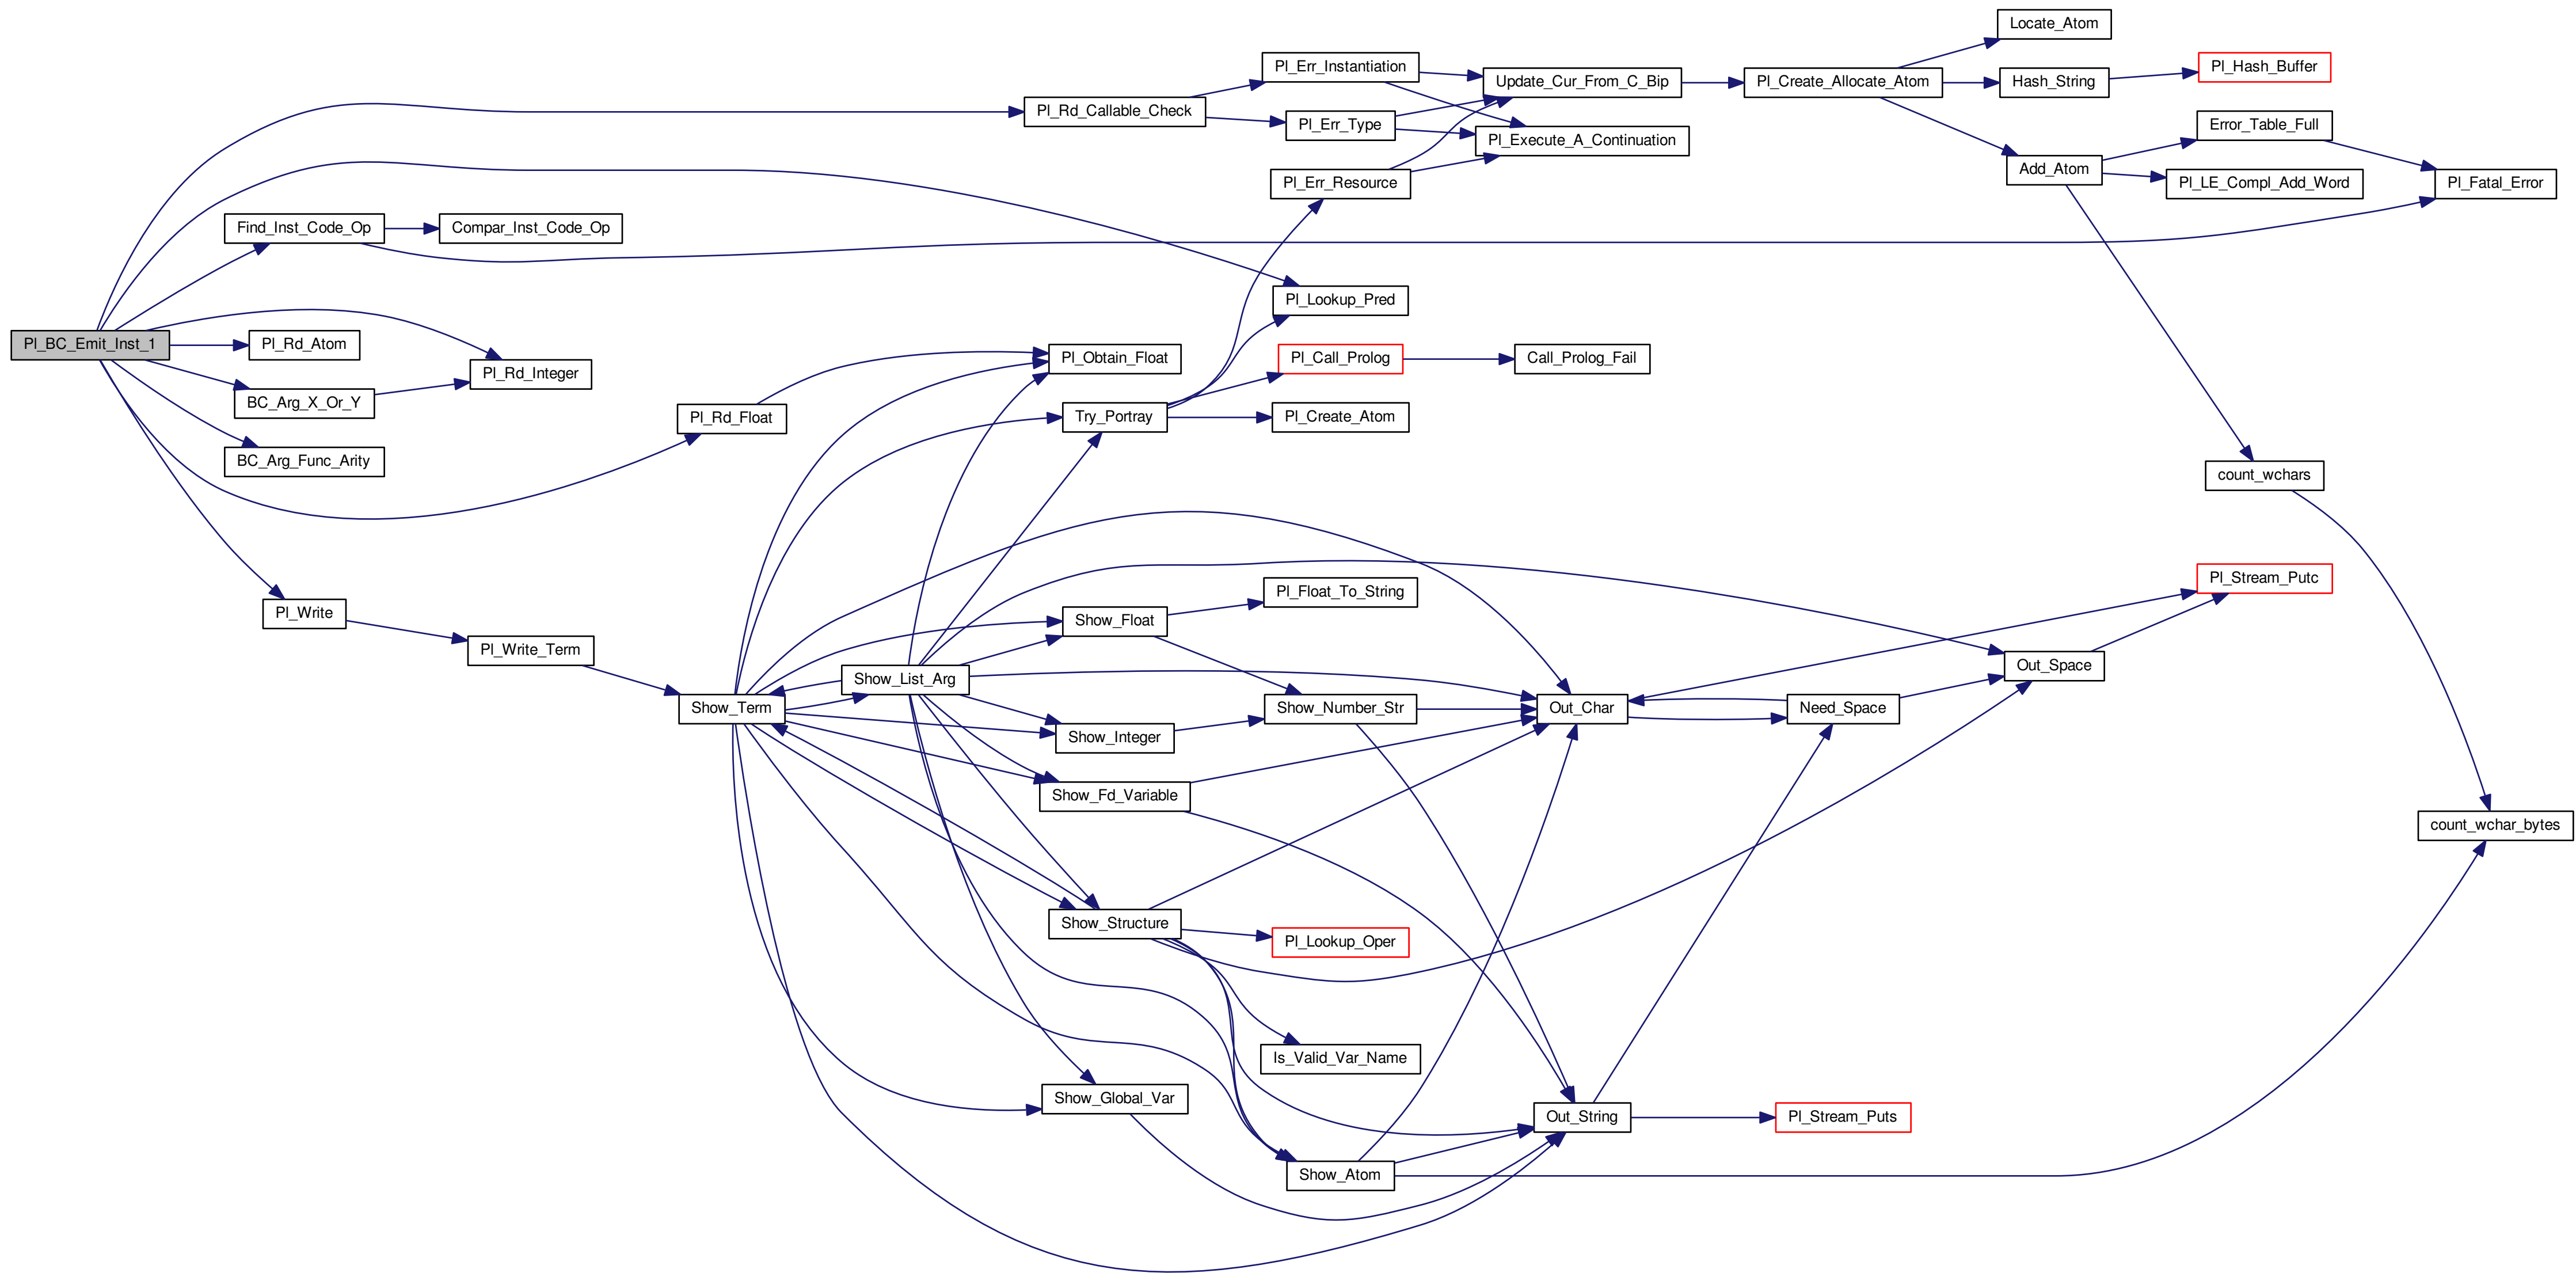 Locate_Atom
Pl_Err_Instantiation
Pl_Hash_Buffer
Update_Cur_From_C_Bip
Pl_Create_Allocate_Atom
Hash_String
Pl_Rd_Callable_Check
Pl_Err_Type
Error_Table_Full
Pl_Execute_A_Continuation
Add_Atom
Pl_Err_Resource
Pl_LE_Compl_Add_Word
Pl_Fatal_Error
Find_Inst_Code_Op
Compar_Inst_Code_Op
Pl_Lookup_Pred
Pl_BC_Emit_Inst_1
Pl_Rd_Atom
Pl_Obtain_Float
Pl_Call_Prolog
Call_Prolog_Fail
Pl_Rd_Integer
BC_Arg_X_Or_Y
Pl_Rd_Float
Try_Portray
Pl_Create_Atom
BC_Arg_Func_Arity
count_wchars
Pl_Stream_Putc
Pl_Float_To_String
Pl_Write
Show_Float
Pl_Write_Term
Out_Space
Show_List_Arg
Show_Term
Show_Number_Str
Out_Char
Need_Space
Show_Integer
Show_Fd_Variable
count_wchar_bytes
Show_Structure
Pl_Lookup_Oper
Is_Valid_Var_Name
Show_Global_Var
Out_String
Pl_Stream_Puts
Show_Atom